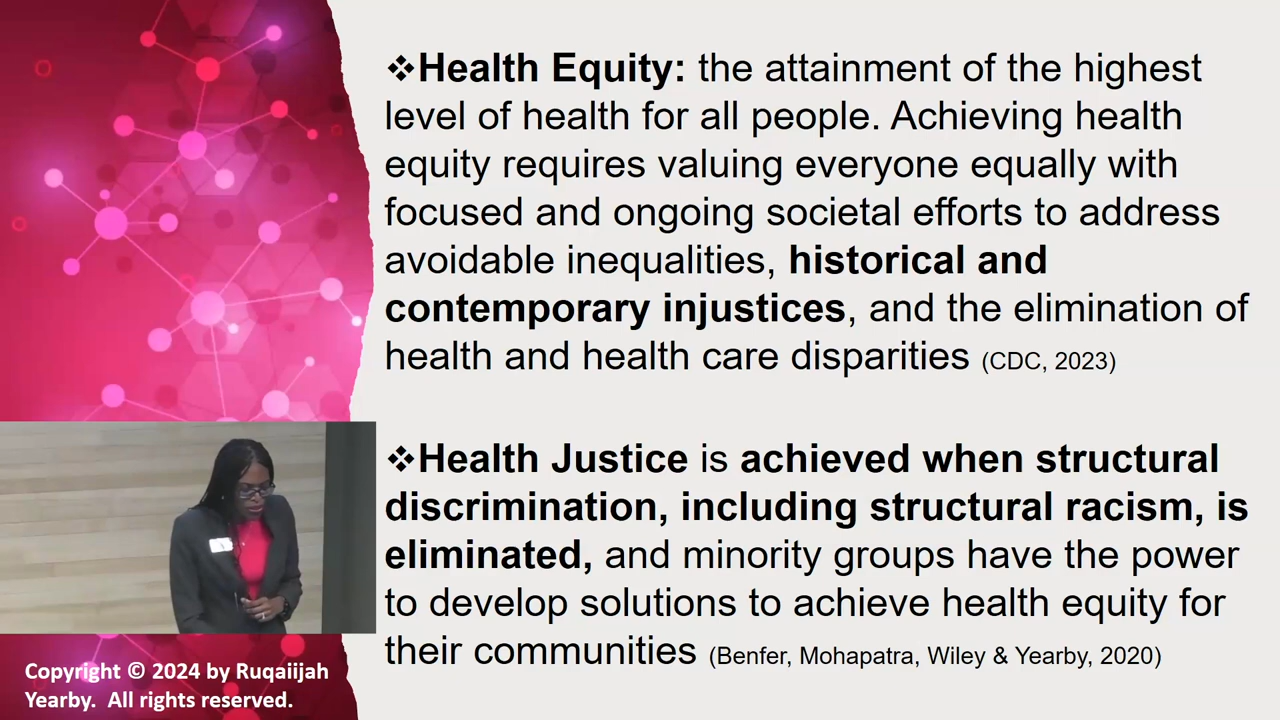 ❖Health Equity: the attainment of the highest
level of health for all people. Achieving health
equity requires valuing everyone equally with
focused and ongoing societal efforts to address
avoidable inequalities, historical and
contemporary injustices, and the elimination of
health and health care disparities (CDC, 2023)
❖Health Justice is achieved when structural
discrimination, including structural racism, is
eliminated, and minority groups have the power
to develop solutions to achieve health equity for
their communities (Benfer, Mohapatra, Wiley & Yearby, 2020)
Copyright © 2024 by Ruqaiijah
Yearby. All rights reserved.